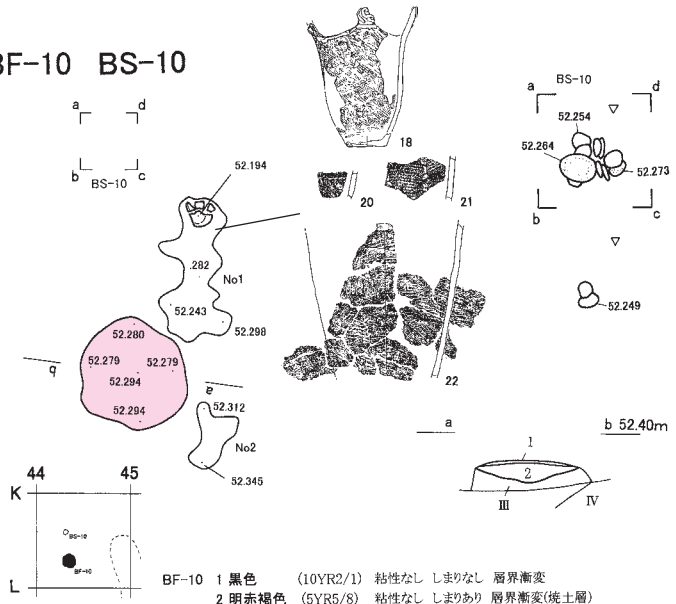 BF-10 BS-10
a d
b c
BS-10
52.194
.282
No1
52.243
52.298
52.280
52.279 52.279
52.294
52.294
b a
52.312
No2
52.345
18
20
21
22
BS-10
a d
52.254
52.264
52.273
b c
52.249
a b 52.40m
1
2
III
IV
44 45
K
BS-10
BF-10
L
BF-10 1 黒色 (10YR2/1) 粘性なし しまりなし 層界漸変
2 明赤褐色 (5YR5/8) 粘性なし しまりあり 層界漸変(焼土層)